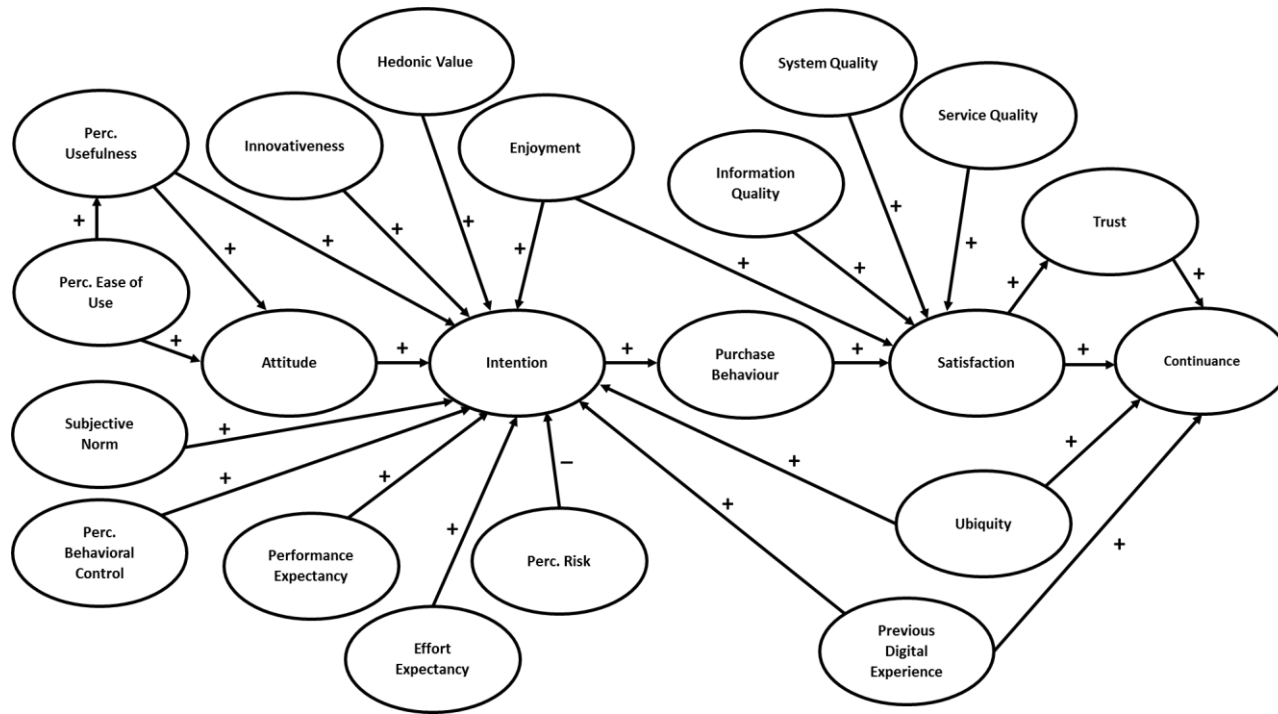 Hedonic Value
System Quality
Service Quality
Perc.
Usefulness
Innovativeness
Enjoyment
Information
Quality
Trust
+
+
+
+
+
+
+
+
+
+
+
+
+
Perc. Ease of
Use
+
Attitude
+
Intention
+
Purchase
Behaviour
+
Satisfaction
+
Continuance
Subjective
Norm
+
+
+
+
–
+
+
+
+
Perc.
Behavioral
Control
Performance
Expectancy
Perc. Risk
Ubiquity
+
Effort
Expectancy
Previous
Digital
Experience